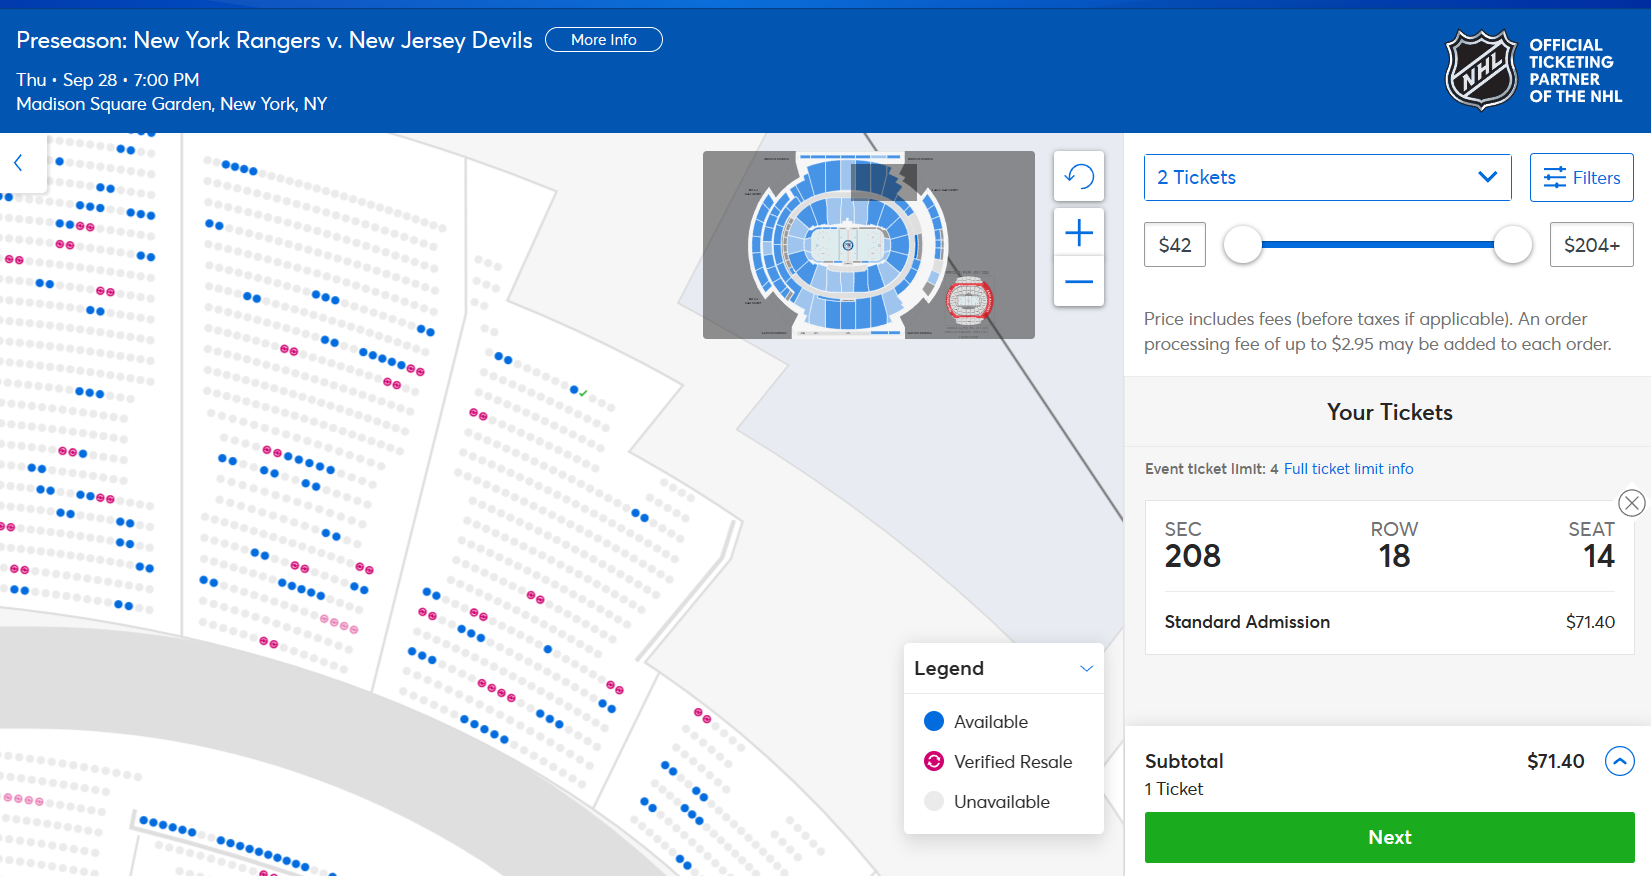 Preseason: New York Rangers v. New Jersey Devils
More Info
Thu • Sep 28 • 7:00 PM
Madison Square Garden, New York, NY
NHL
OFFICIAL
TICKETING
PARTNER
OF THE NHL
2 Tickets
Filters
$42
$204+
Price includes fees (before taxes if applicable). An order
processing fee of up to $2.95 may be added to each order.
Your Tickets
Event ticket limit: 4 Full ticket limit info
SEC
ROW
SEAT
208
18
14
Standard Admission
$71.40
Legend
Available
Verified Resale
Unavailable
Subtotal
$71.40
1 Ticket
Next